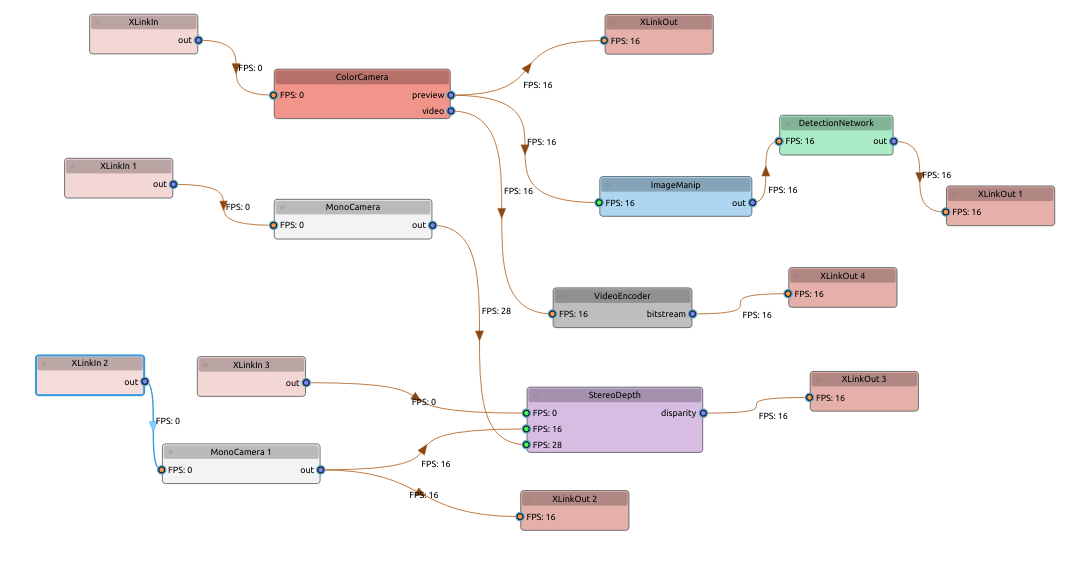 XLinkIn
out
FPS: 0
ColorCamera
FPS: 0
preview
video
XLinkOut
FPS: 16
FPS: 16
FPS: 16
FPS: 16
DetectionNetwork
FPS: 16
out
FPS: 16
XLinkOut 1
FPS: 16
ImageManip
FPS: 16
out
FPS: 16
XLinkIn 1
out
FPS: 0
MonoCamera
FPS: 0
out
FPS: 28
VideoEncoder
FPS: 16
bitstream
FPS: 16
XLinkOut 4
FPS: 16
XLinkIn 2
out
FPS: 0
XLinkIn 3
out
FPS: 0
StereoDepth
FPS: 0
disparity
FPS: 16
FPS: 28
FPS: 16
XLinkOut 3
FPS: 16
MonoCamera 1
FPS: 0
out
FPS: 16
FPS: 16
XLinkOut 2
FPS: 16